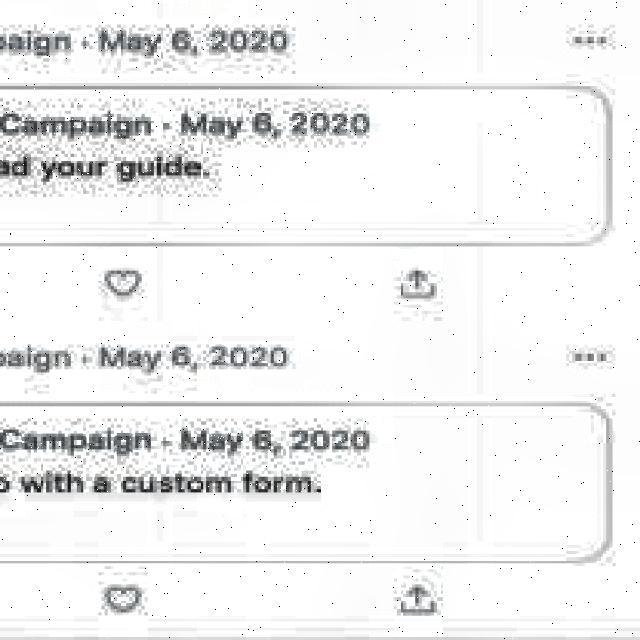 paign · May 6, 2020
Campaign · May 6, 2020
ad your guide.
paign · May 6, 2020
Campaign · May 6, 2020
o with a custom form.